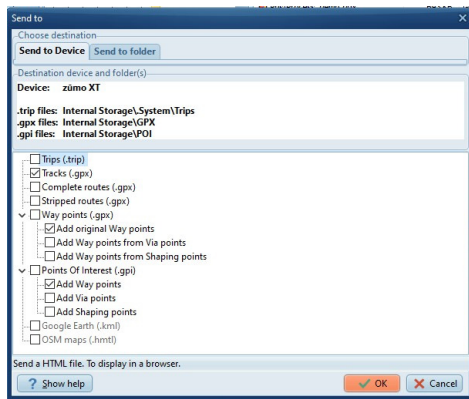 Send to
Choose destination
Send to Device Send to folder
Destination device and folder(s)
Device: zūmo XT
.trip files: Internal Storage\.System\Trips
.gpx files: Internal Storage\GPX
.gpi files: Internal Storage\POI
Trips (.trip)
Tracks (.gpx)
Complete routes (.gpx)
Stripped routes (.gpx)
Way points (.gpx)
Add original Way points
Add Way points from Via points
Add Way points from Shaping points
Points Of Interest (.gpi)
Add Way points
Add Via points
Add Shaping points
Google Earth (.kml)
OSM maps (.hmtl)
Send a HTML file. To display in a browser.
? Show help OK Cancel